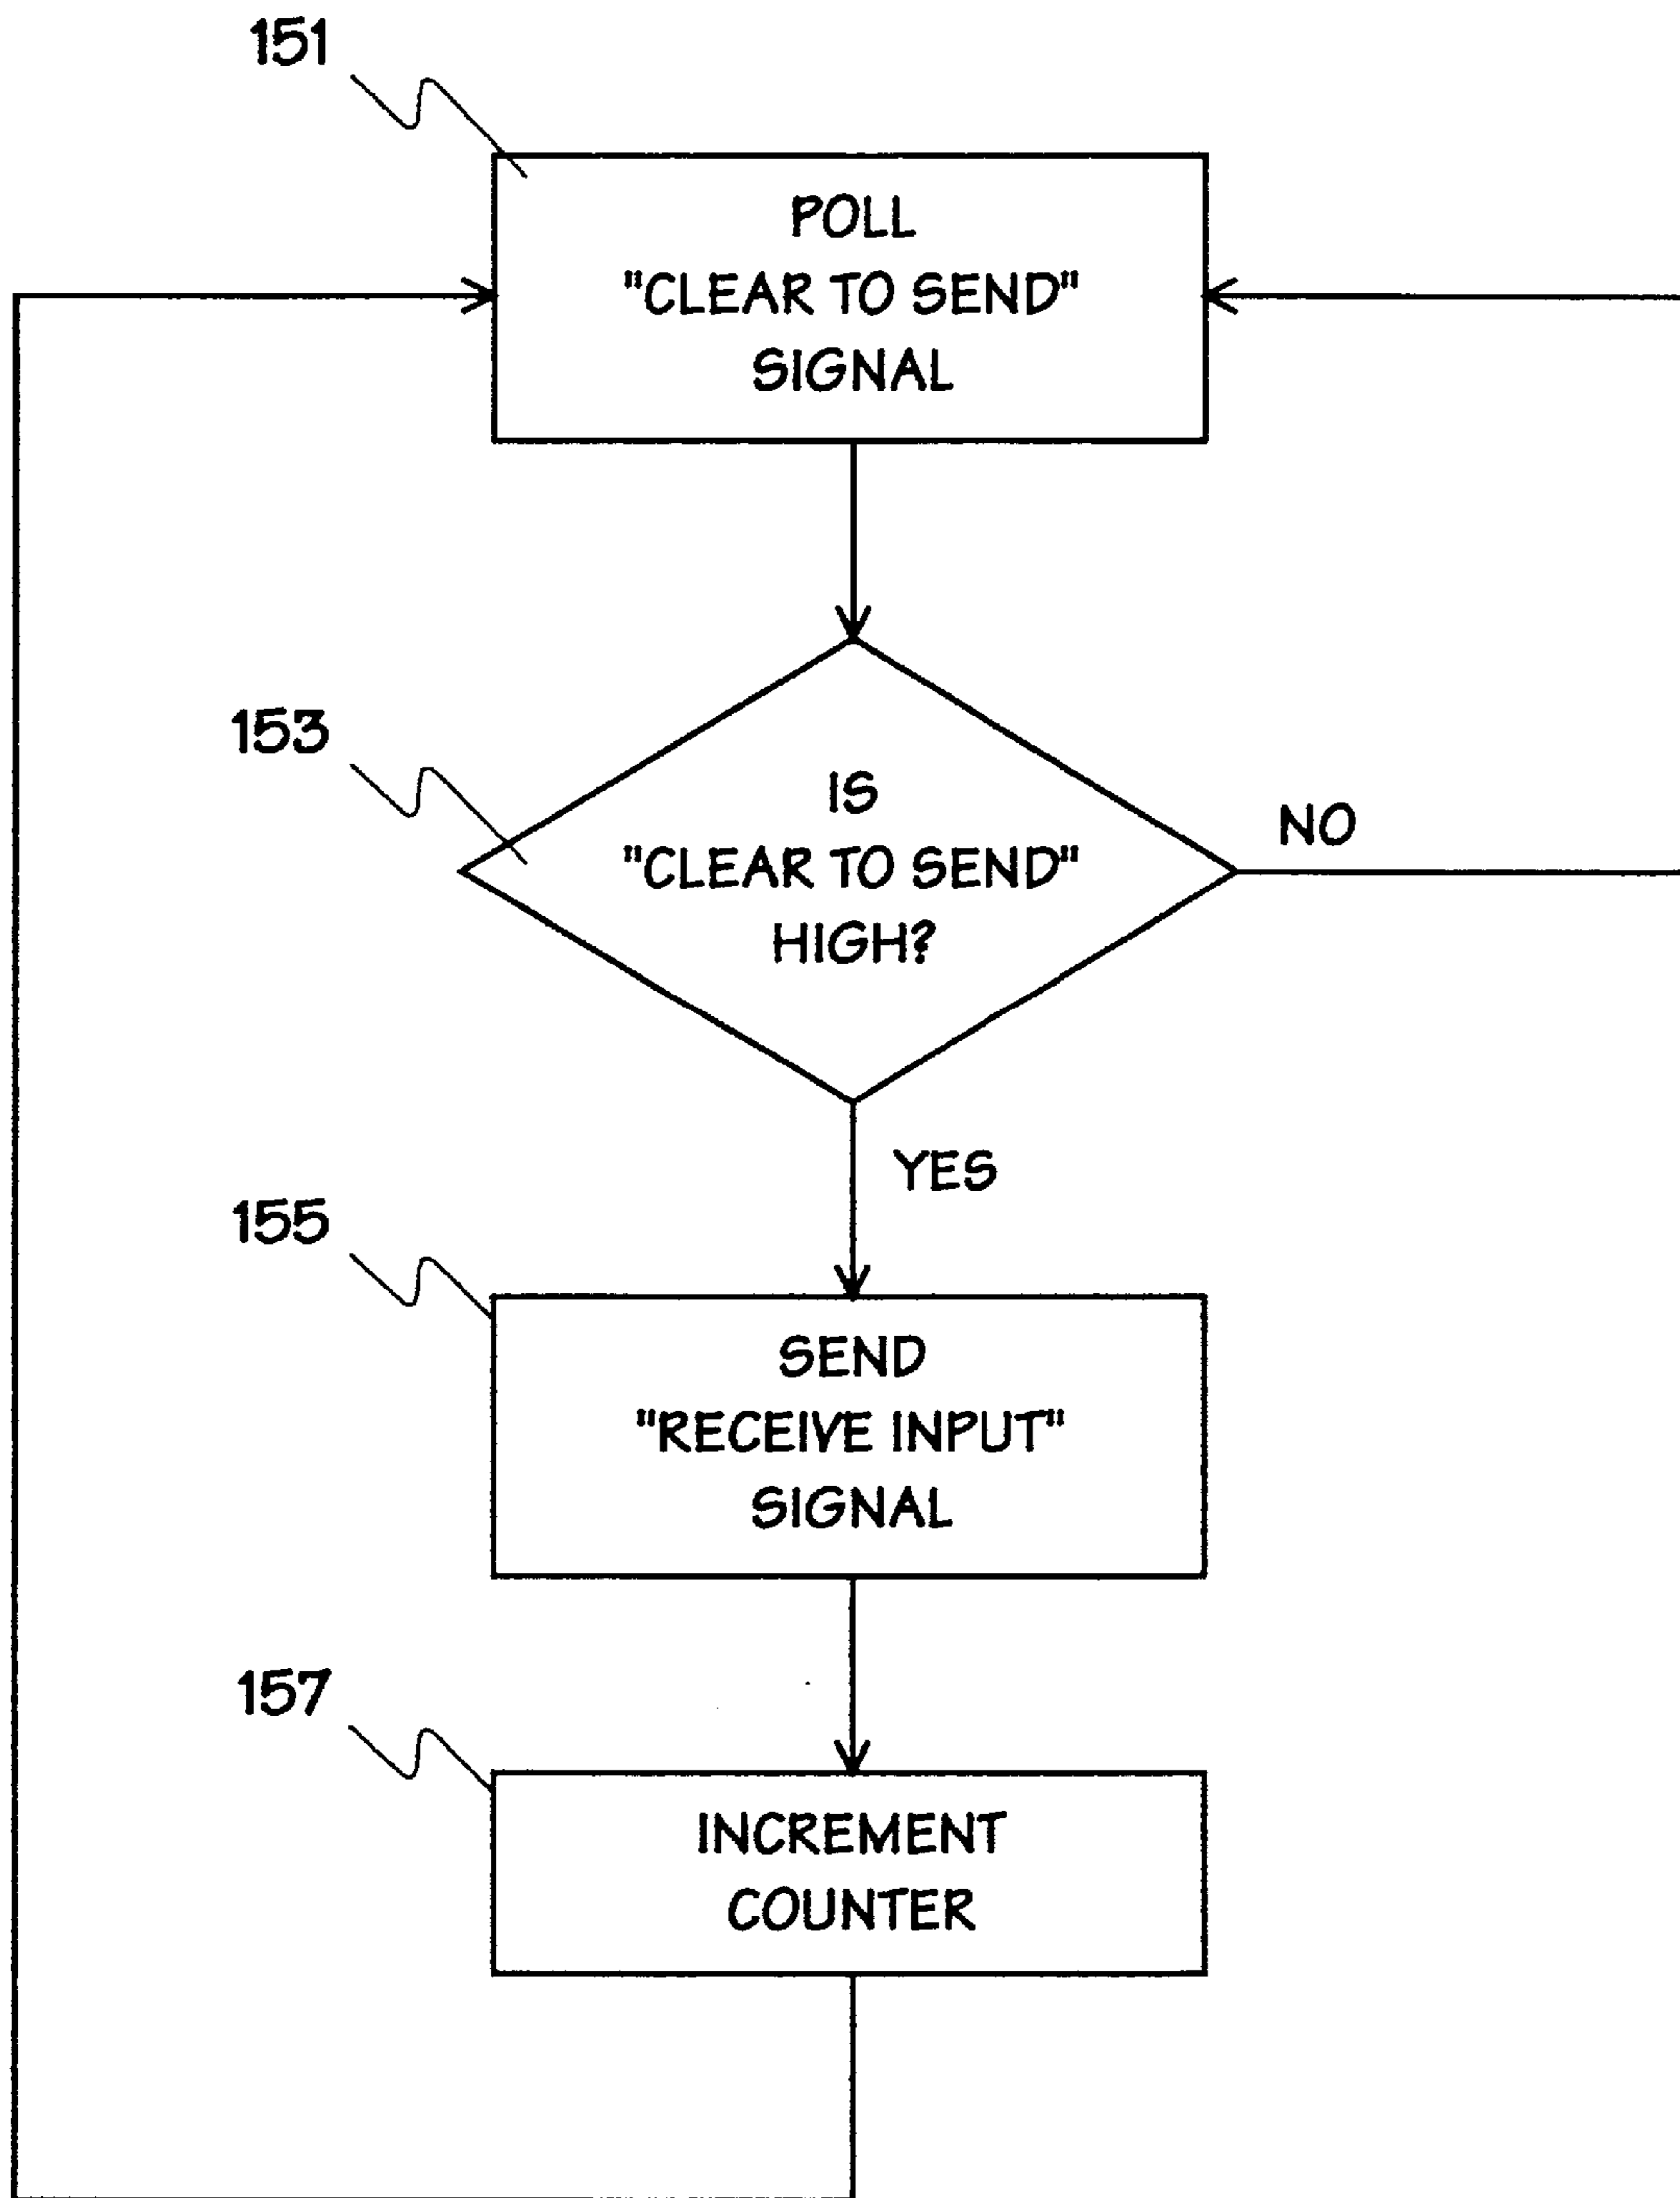 151
POLL
"CLEAR TO SEND"
SIGNAL
153
IS
"CLEAR TO SEND"
HIGH?
NO
YES
155
SEND
"RECEIVE INPUT"
SIGNAL
157
INCREMENT
COUNTER